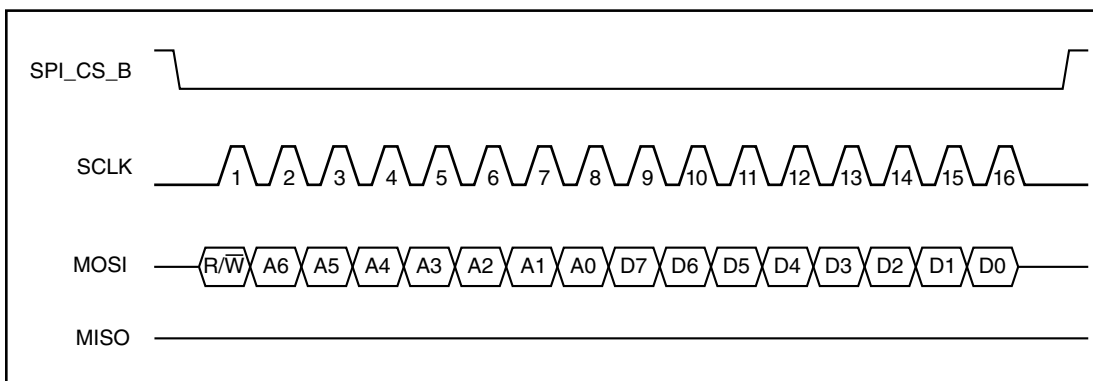 SPI_CS_B
SCLK
1 2 3 4 5 6 7 8 9 10 11 12 13 14 15 16
MOSI
R/W̅ A6 A5 A4 A3 A2 A1 A0 D7 D6 D5 D4 D3 D2 D1 D0
MISO